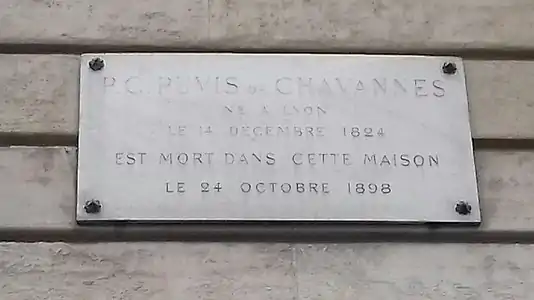 P.C. PUVIS DE CHAVANNES
NÉ À LYON
LE 14 DÉCEMBRE 1824
EST MORT DANS CETTE MAISON
LE 24 OCTOBRE 1898